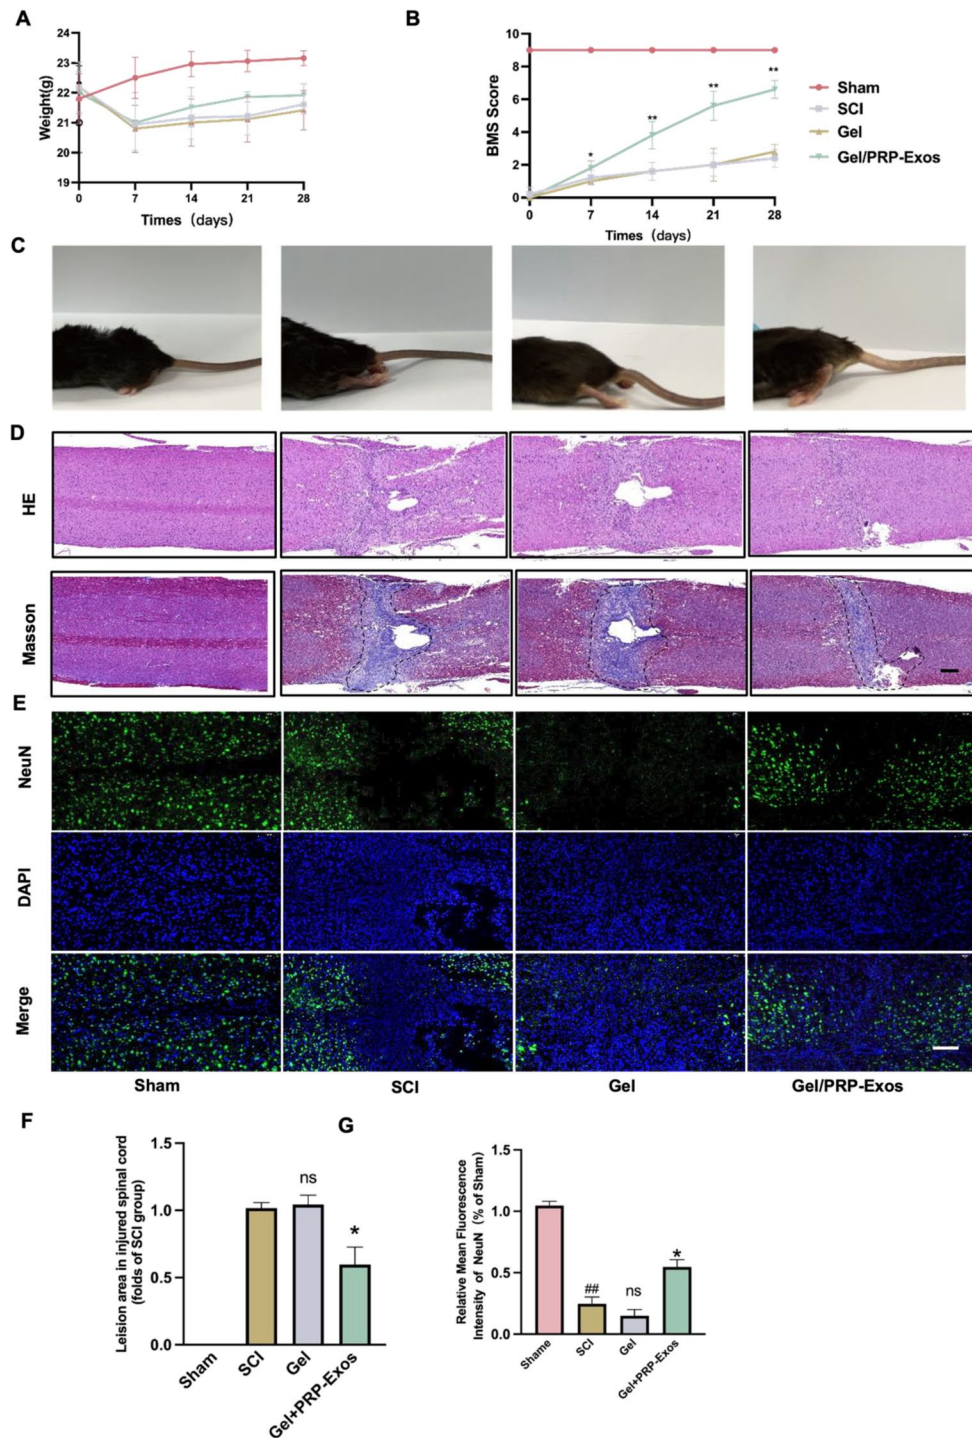 A
Weight(g)
24
23
22
21
20
19
0 7 14 21 28
Times (days)
B
BMS Score
10
8
6
4
2
0
* ** ** **
0 7 14 21 28
Times (days)
Sham
SCI
Gel
Gel/PRP-Exos
C
D
HE
Masson
E
NeuN
DAPI
Merge
Sham SCI Gel Gel/PRP-Exos
F
Leision area in injured spinal cord
(folds of SCI group)
1.5
1.0
0.5
0.0
ns
*
Sham SCI Gel Gel+PRP-Exos
G
Relative Mean Fluorescence
Intensity of NeuN (% of Sham)
1.5
1.0
0.5
0.0
## ns *
Shame SCI Gel Gel+PRP-Exos